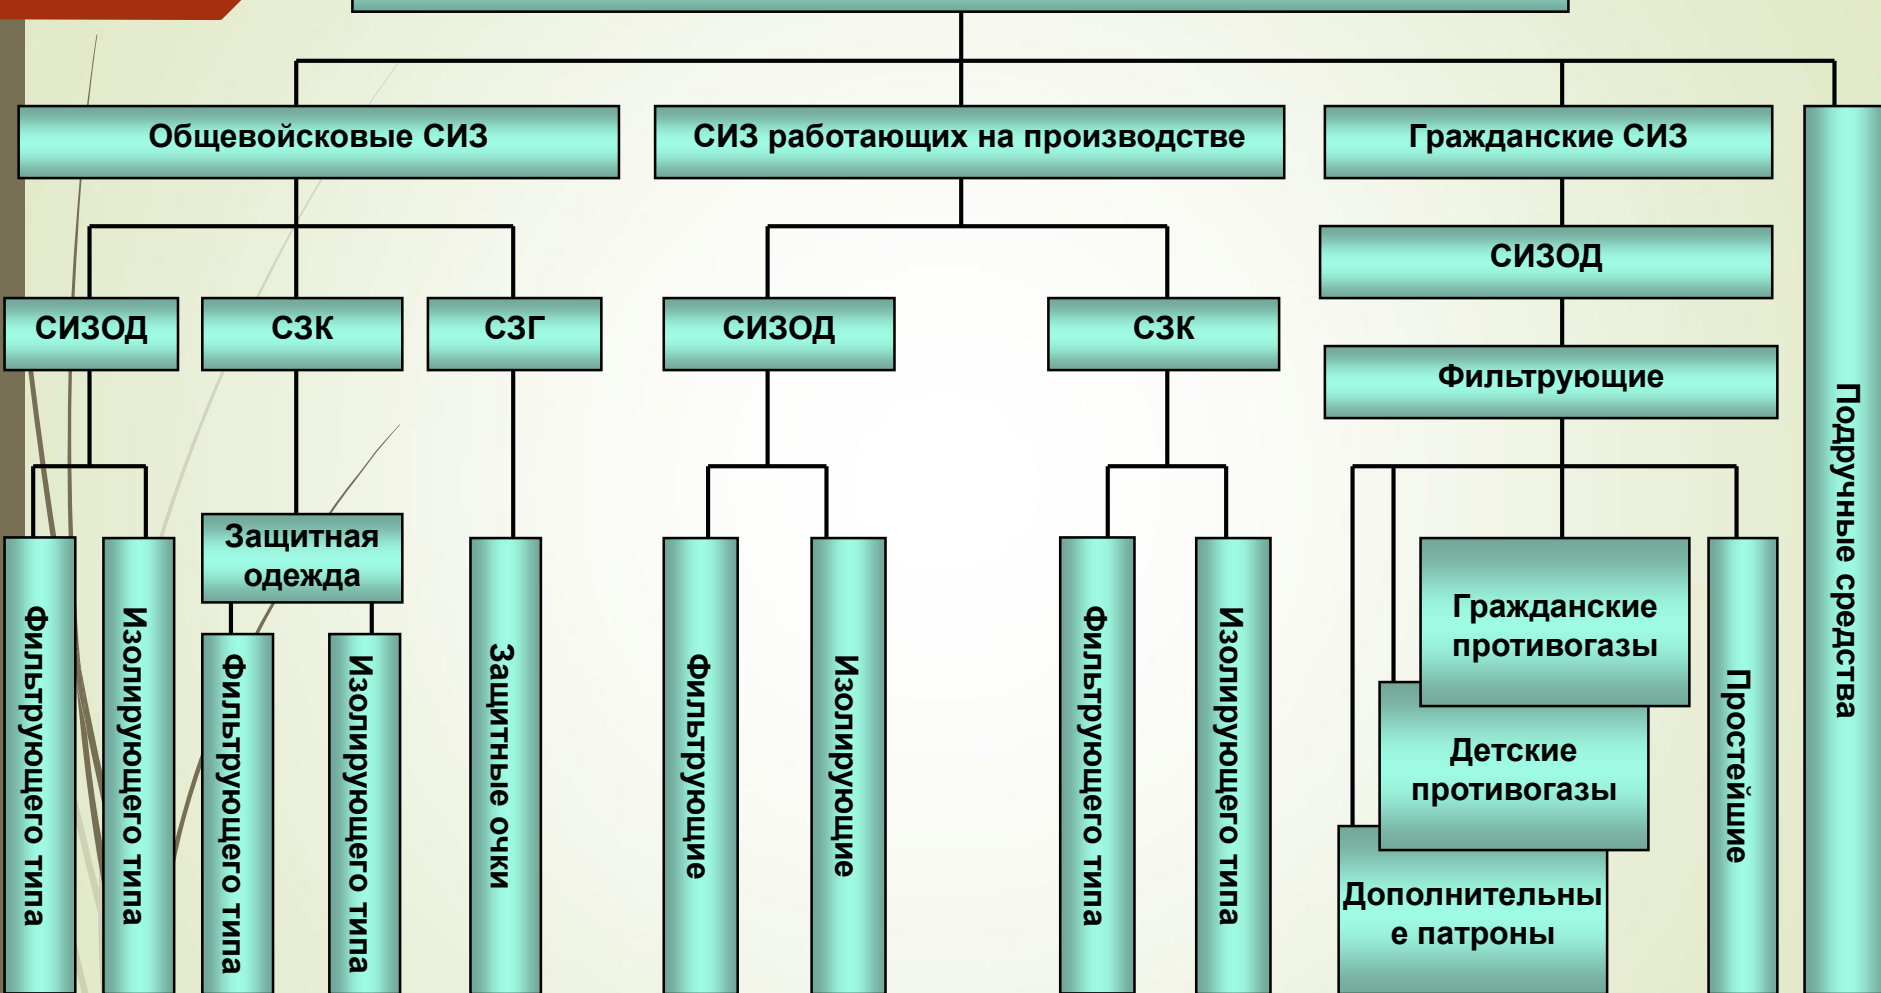 Общевойсковые СИЗ
СИЗ работающих на производстве
Гражданские СИЗ
СИЗОД
СИЗОД
СЗК
СЗГ
СИЗОД
СЗК
Фильтрующие
Подручные средства
Защитная
одежда
Фильтрующего типа
Изолирующего типа
Фильтрующего типа
Изолирующего типа
Защитные очки
Фильтрующие
Изолирующие
Фильтрующего типа
Изолирующего типа
Гражданские
противогазы
Детские
противогазы
Дополнительны
е патроны
Простейшие